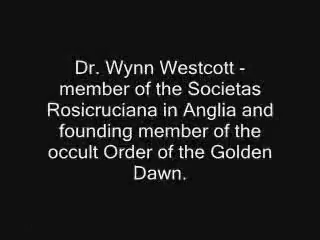 Dr. Wynn Westcott -
member of the Societas
Rosicruciana in Anglia and
founding member of the
occult Order of the Golden
Dawn.